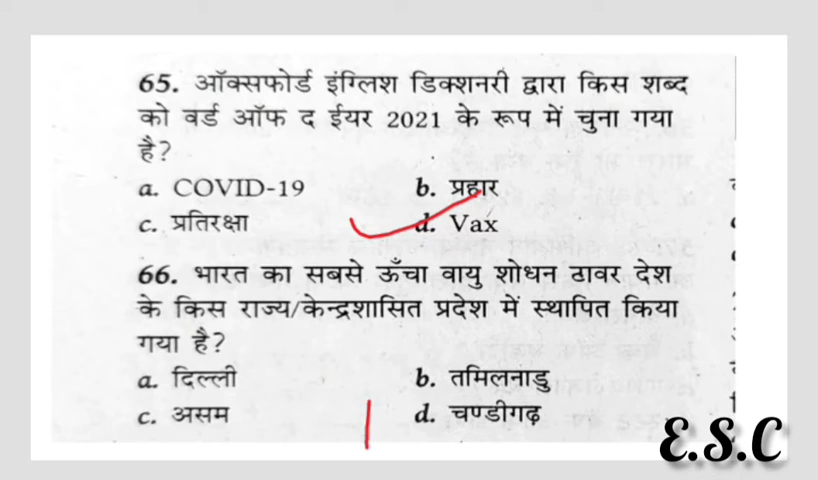 65. ऑक्सफोर्ड इंग्लिश डिक्शनरी द्वारा किस शब्द
को वर्ड ऑफ द ईयर 2021 के रूप में चुना गया
है?
a. COVID-19 b. प्रहार
c. प्रतिरक्षा d. Vax
66. भारत का सबसे ऊँचा वायु शोधन टावर देश
के किस राज्य/केन्द्रशासित प्रदेश में स्थापित किया
गया है?
a. दिल्ली b. तमिलनाडु
c. असम d. चण्डीगढ़
E.S.C